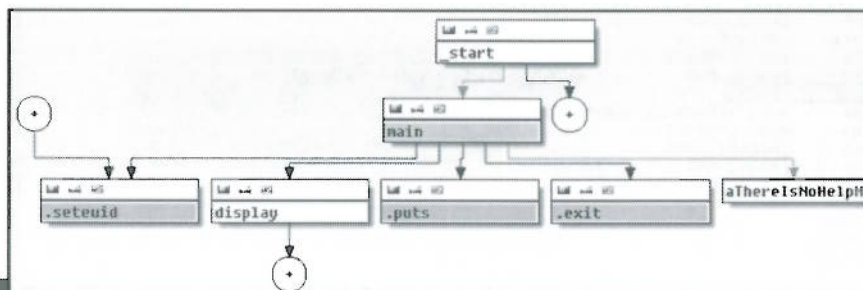 _start
main
.seteuid
display
.puts
.exit
aThereIsNoHelpM